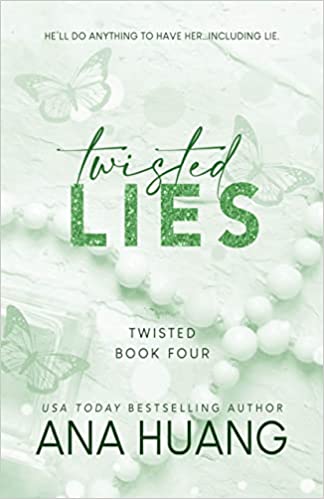 HE'LL DO ANYTHING TO HAVE HER...INCLUDING LIE.
twisted
LIES
TWISTED
BOOK FOUR
USA TODAY BESTSELLING AUTHOR
ANA HUANG